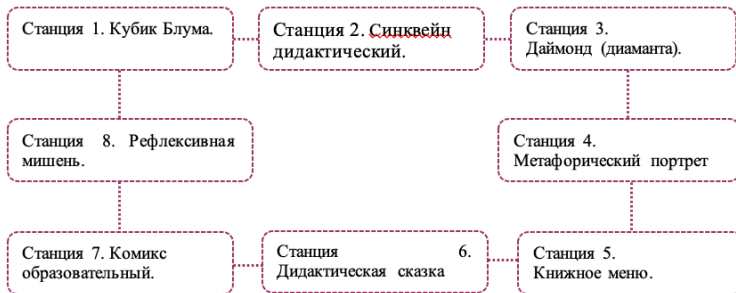 Станция 1. Кубик Блума.
Станция 2. Синквейн
дидактический.
Станция 3.
Даймонд (диаманта).
Станция 8. Рефлексивная
мишень.
Станция 4.
Метафорический портрет
Станция 7. Комикс
образовательный.
Станция 6.
Дидактическая сказка
Станция 5.
Книжное меню.